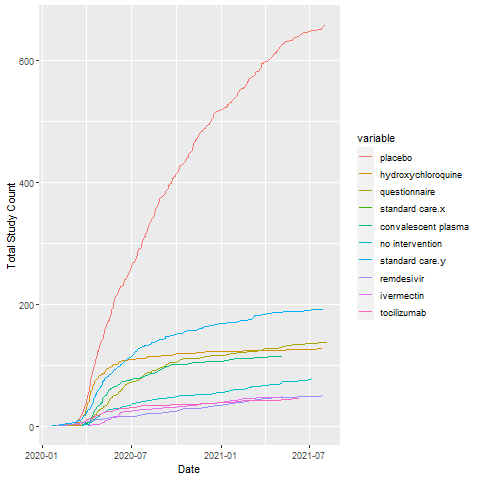 600
400
200
0
Total Study Count
2020-01 2020-07 2021-01 2021-07
Date
variable
placebo
hydroxychloroquine
questionnaire
standard care.x
convalescent plasma
no intervention
standard care.y
remdesivir
ivermectin
tocilizumab